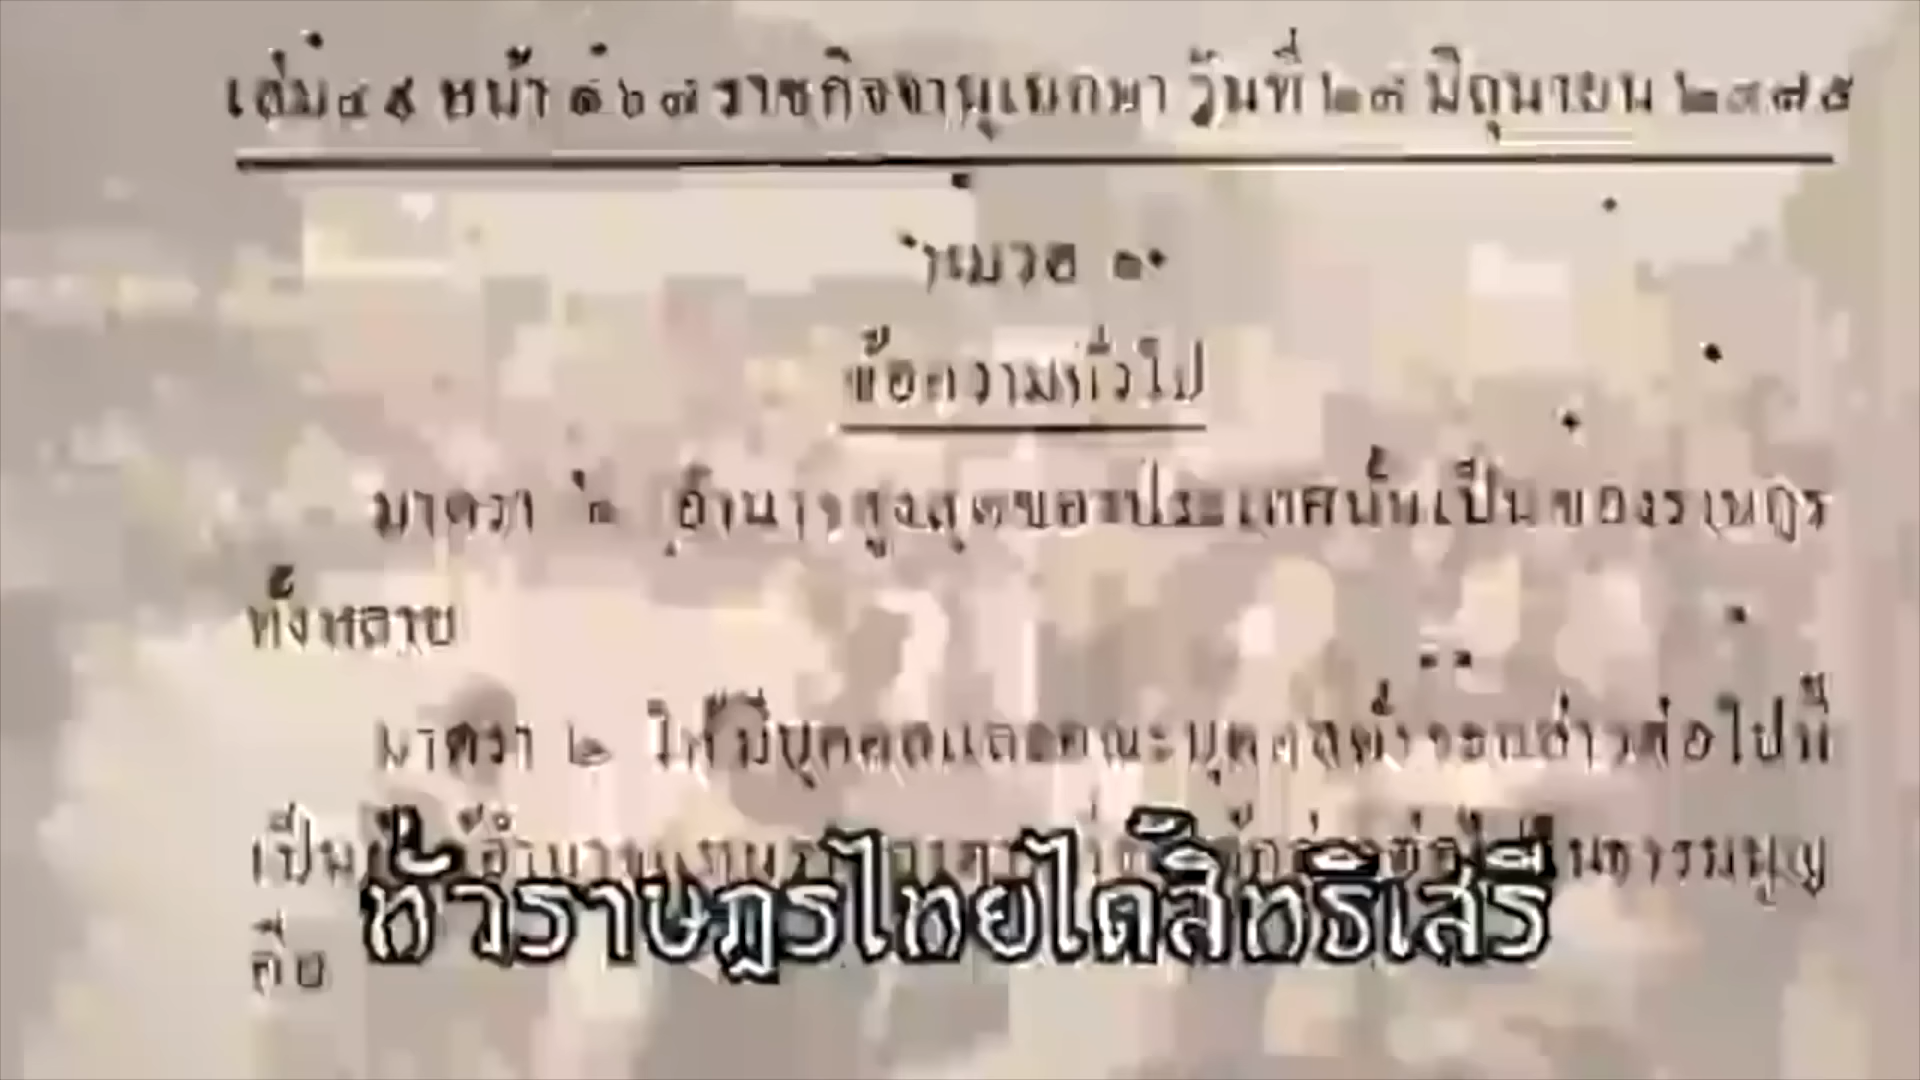 เล่ม ๔๙ หน้า ๑๖๗ ราชกิจจานุเบกษา วันที่ ๒๗ มิถุนายน ๒๔๗๕
หมวด ๑
ข้อความทั่วไป
มาตรา ๑ อำนาจสูงสุดของประเทศนั้นเป็นของราษฎร
ทั้งหลาย
มาตรา ๒ ให้มีบุคคลและคณะบุคคลดั่งจะกล่าวต่อไปนี้
เป็น
คือ
ทั่วราษฎรไทยได้สิทธิเสรี